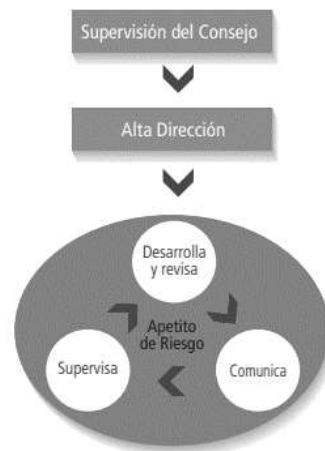 Supervisión del Consejo
Alta Dirección
Desarrolla
y revisa
Apetito
de Riesgo
Supervisa
Comunica